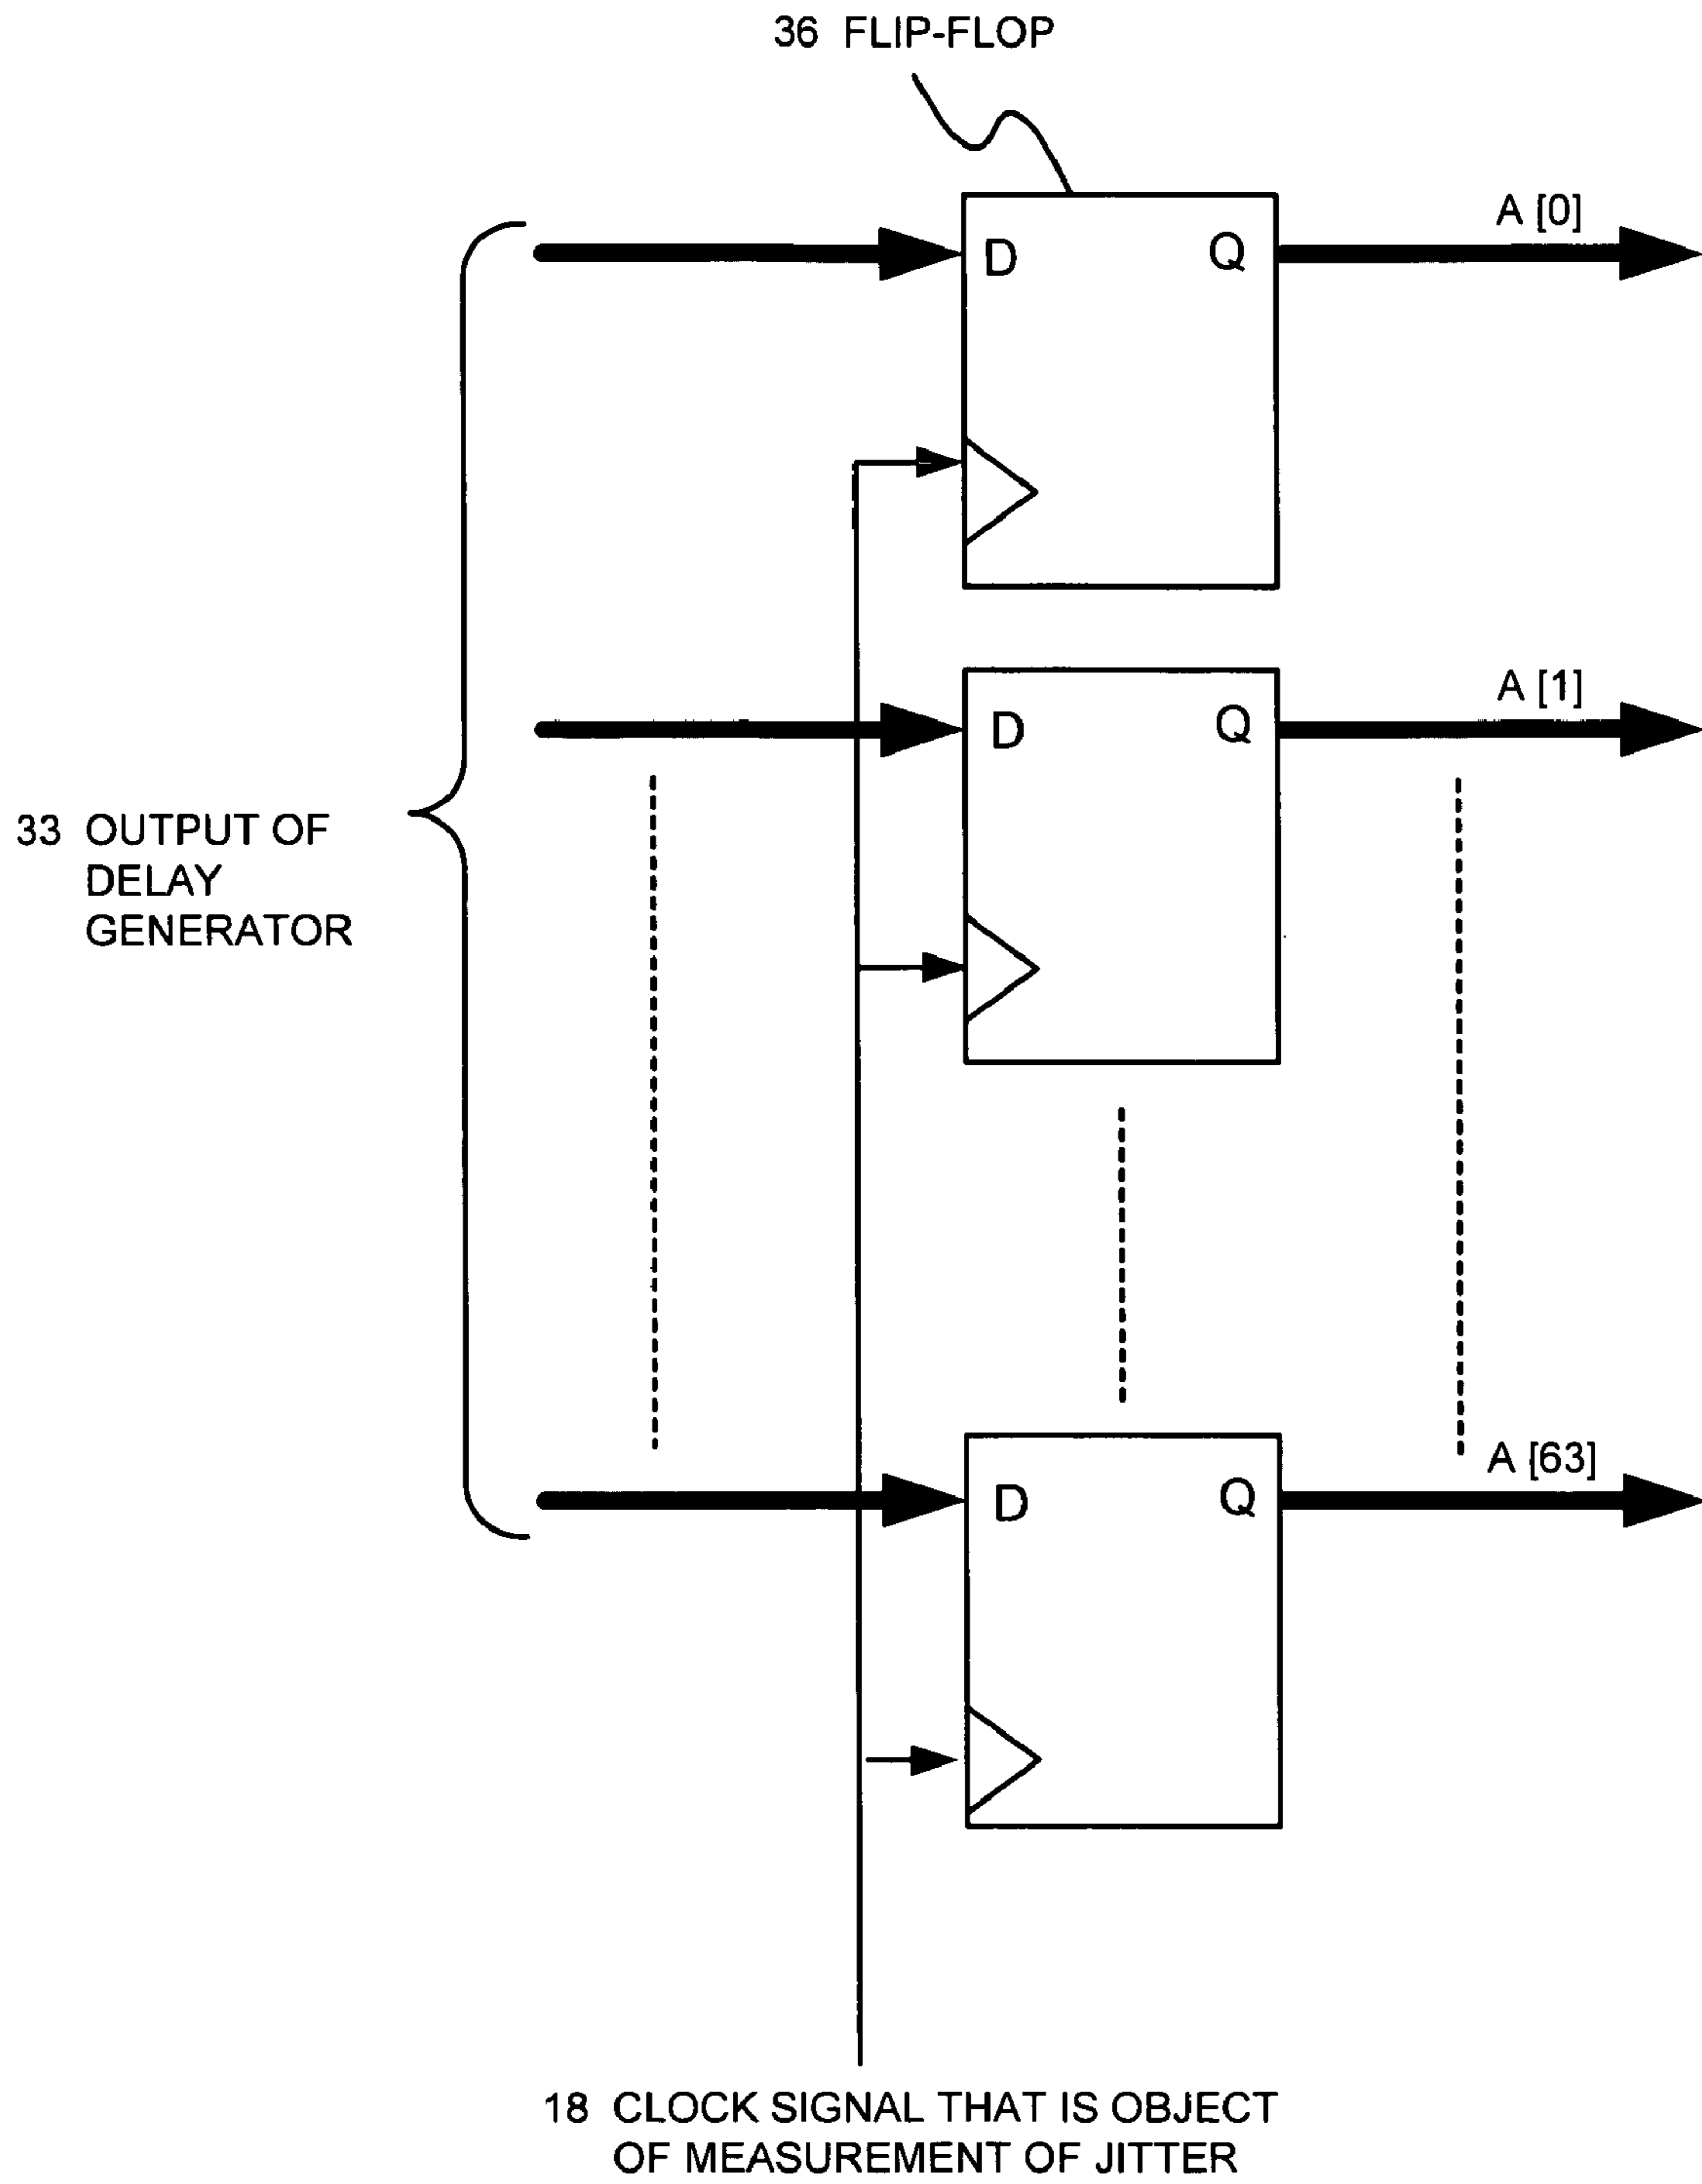 36 FLIP-FLOP
A [0]
D Q
A [1]
D Q
33 OUTPUT OF
DELAY
GENERATOR
A [63]
D Q
18 CLOCK SIGNAL THAT IS OBJECT
OF MEASUREMENT OF JITTER